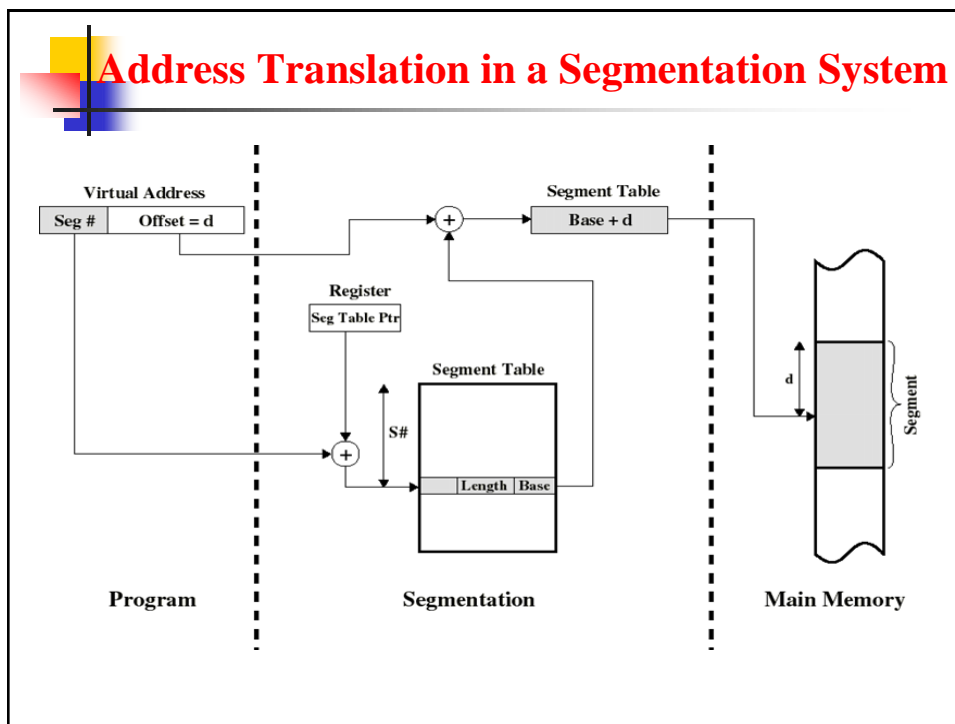 Address Translation in a Segmentation System
Virtual Address
Seg #
Offset = d
Segment Table
Base + d
Register
Seg Table Ptr
Segment Table
S#
Length
Base
d
Segment
Program
Segmentation
Main Memory